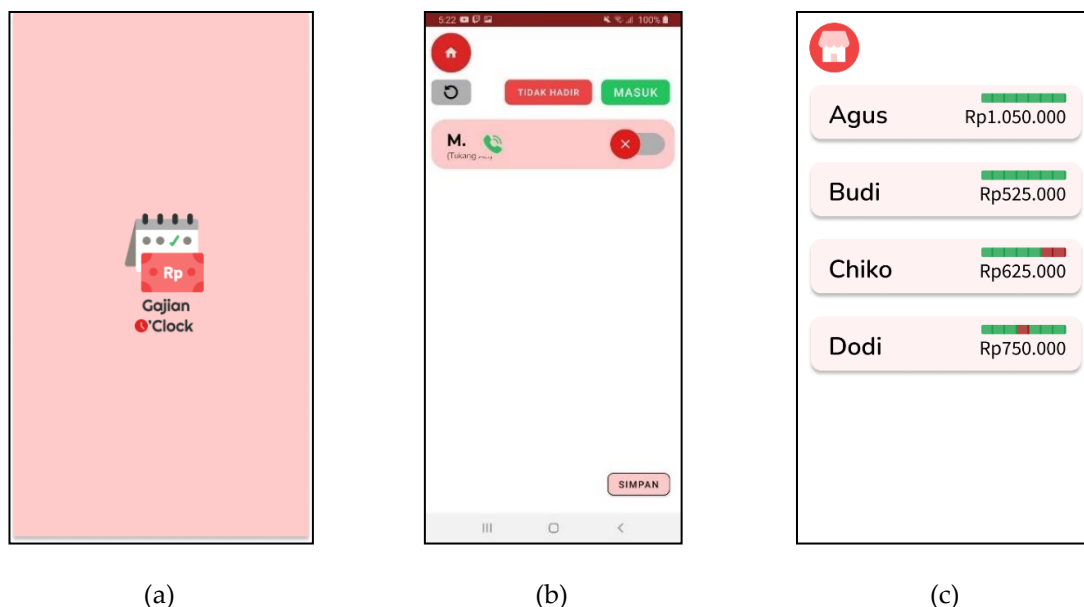 Rp
Gajian
O'Clock
5:22
100%
TIDAK HADIR
MASUK
M.
(Tukang
SIMPAN
Agus
Rp1.050.000
Budi
Rp525.000
Chiko
Rp625.000
Dodi
Rp750.000
(a)
(b)
(c)